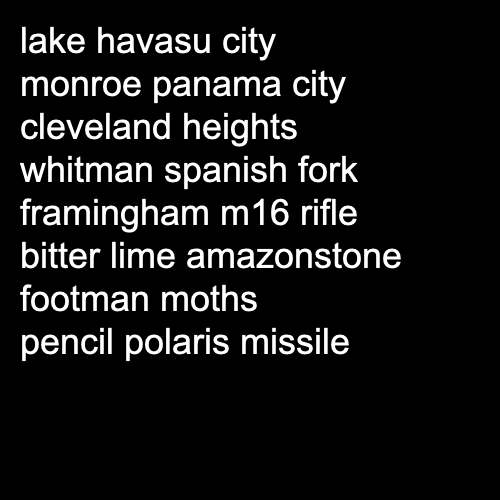 lake havasu city
monroe panama city
cleveland heights
whitman spanish fork
framingham m16 rifle
bitter lime amazonstone
footman moths
pencil polaris missile